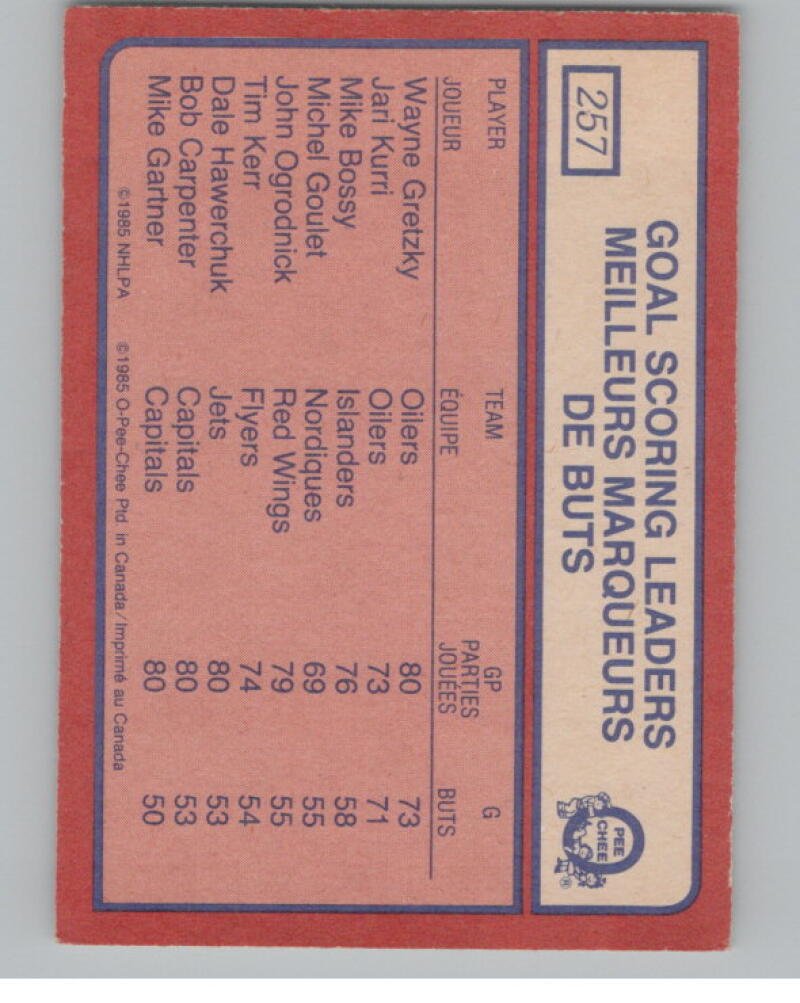 257
GOAL SCORING LEADERS
MEILLEURS MARQUEURS
DE BUTS
O PEE CHEE ®
PLAYER TEAM GP G
JOUEUR ÉQUIPE PARTIES JOUÉES BUTS
Wayne Gretzky Oilers 80 73
Jari Kurri Oilers 73 71
Mike Bossy Islanders 76 58
Michel Goulet Nordiques 69 55
John Ogrodnick Red Wings 79 55
Tim Kerr Flyers 74 54
Dale Hawerchuk Jets 80 53
Bob Carpenter Capitals 80 53
Mike Gartner Capitals 80 50
©1985 NHLPA ©1985 O-Pee-Chee Ptd. in Canada/Imprimé au Canada